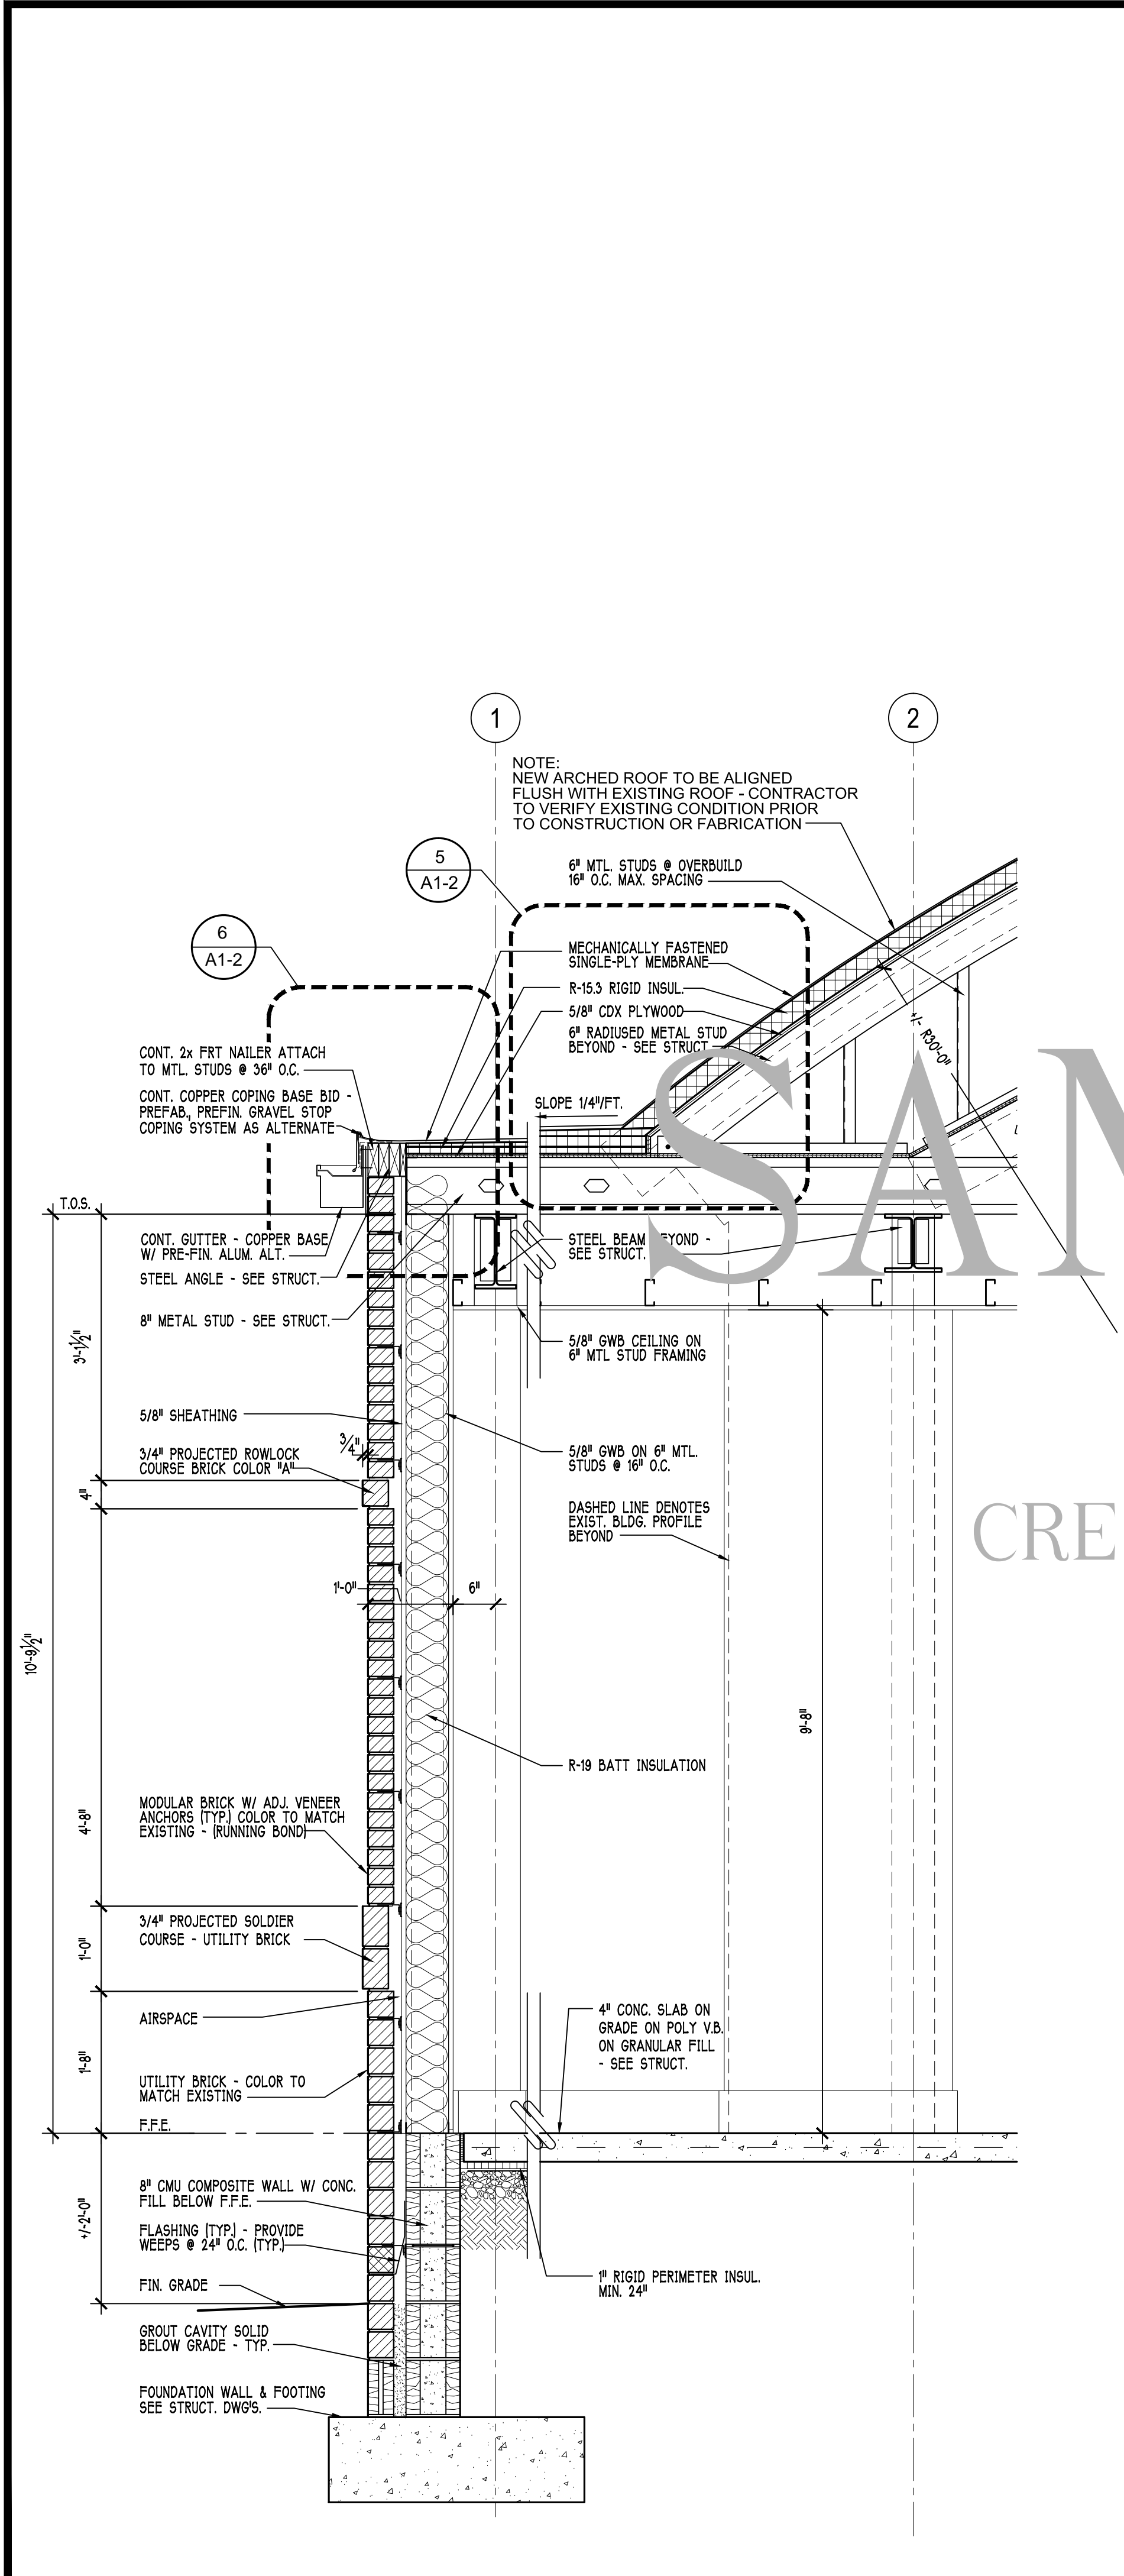 1
2
NOTE:
NEW ARCHED ROOF TO BE ALIGNED
FLUSH WITH EXISTING ROOF - CONTRACTOR
TO VERIFY EXISTING CONDITION PRIOR
TO CONSTRUCTION OR FABRICATION
5
A1-2
6" MTL. STUDS @ OVERBUILD
16" O.C. MAX. SPACING
6
A1-2
MECHANICALLY FASTENED
SINGLE-PLY MEMBRANE
R-15.3 RIGID INSUL.
5/8" CDX PLYWOOD
6" RADIUSED METAL STUD
BEYOND - SEE STRUCT.
+/- R30'-0"
CONT. 2x FRT NAILER ATTACH
TO MTL. STUDS @ 36" O.C.
CONT. COPPER COPING BASE BID -
PREFAB., PREFIN. GRAVEL STOP
COPING SYSTEM AS ALTERNATE
SLOPE 1/4"/FT.
SAM
T.O.S.
CONT. GUTTER - COPPER BASE
W/ PRE-FIN. ALUM. ALT.
STEEL BEAM BEYOND -
SEE STRUCT.
STEEL ANGLE - SEE STRUCT.
8" METAL STUD - SEE STRUCT.
5/8" GWB CEILING ON
6" MTL STUD FRAMING
3'-1½"
5/8" SHEATHING
3/4"
3/4" PROJECTED ROWLOCK
COURSE BRICK COLOR "A"
5/8" GWB ON 6" MTL.
STUDS @ 16" O.C.
4"
DASHED LINE DENOTES
EXIST. BLDG. PROFILE
BEYOND
CRE
1'-0"
6"
10'-9½"
9'-8"
R-19 BATT INSULATION
4'-8"
MODULAR BRICK W/ ADJ. VENEER
ANCHORS (TYP.) COLOR TO MATCH
EXISTING - (RUNNING BOND)
3/4" PROJECTED SOLDIER
COURSE - UTILITY BRICK
1'-0"
AIRSPACE
4" CONC. SLAB ON
GRADE ON POLY V.B.
ON GRANULAR FILL
- SEE STRUCT.
1'-8"
UTILITY BRICK - COLOR TO
MATCH EXISTING
F.F.E.
8" CMU COMPOSITE WALL W/ CONC.
FILL BELOW F.F.E.
+/-2'-0"
FLASHING (TYP.) - PROVIDE
WEEPS @ 24" O.C. (TYP.)
1" RIGID PERIMETER INSUL.
MIN. 24"
FIN. GRADE
GROUT CAVITY SOLID
BELOW GRADE - TYP.
FOUNDATION WALL & FOOTING
SEE STRUCT. DWG'S.